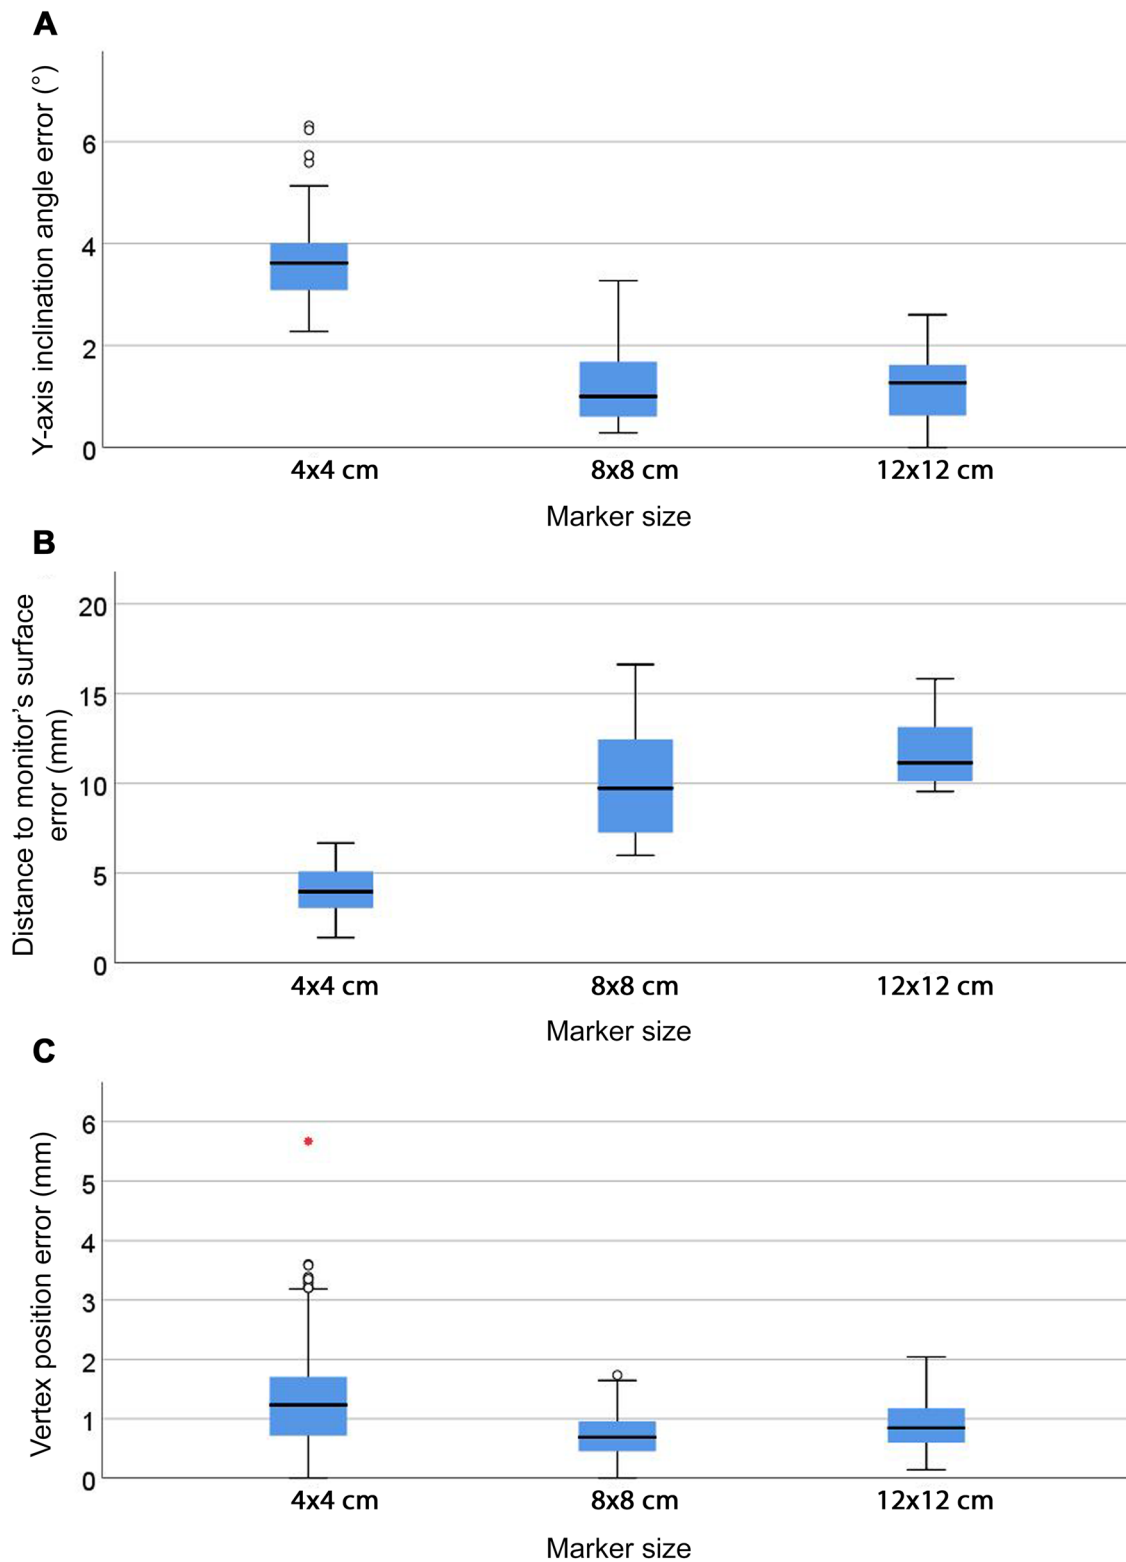 A
Y-axis inclination angle error (°)
6
4
2
0
4x4 cm 8x8 cm 12x12 cm
Marker size
B
Distance to monitor's surface
error (mm)
20
15
10
5
0
4x4 cm 8x8 cm 12x12 cm
Marker size
C
Vertex position error (mm)
6
5
4
3
2
1
0
4x4 cm 8x8 cm 12x12 cm
Marker size